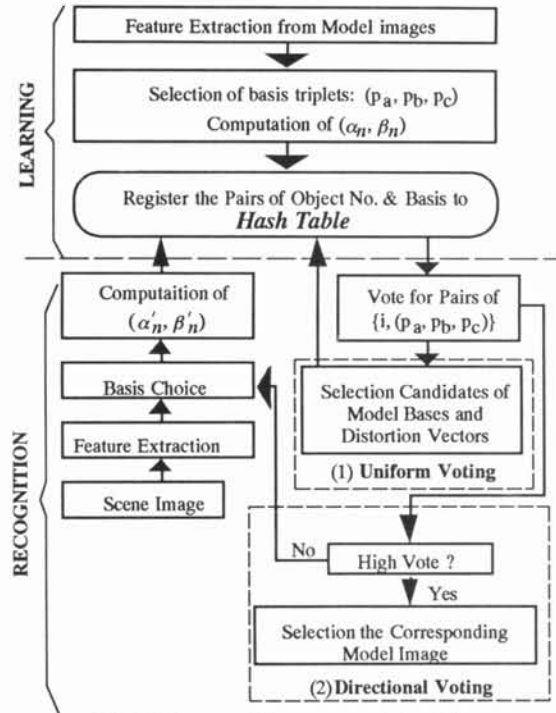 LEARNING
Feature Extraction from Model images
Selection of basis triplets: (pa, pb, pc)
Computation of (αn, βn)
Register the Pairs of Object No. & Basis to
Hash Table
RECOGNITION
Computaition of
(α′n, β′n)
Basis Choice
Feature Extraction
Scene Image
Vote for Pairs of
{i, (pa, pb, pc)}
Selection Candidates of
Model Bases and
Distortion Vectors
(1) Uniform Voting
No
High Vote ?
Yes
Selection the Corresponding
Model Image
(2) Directional Voting